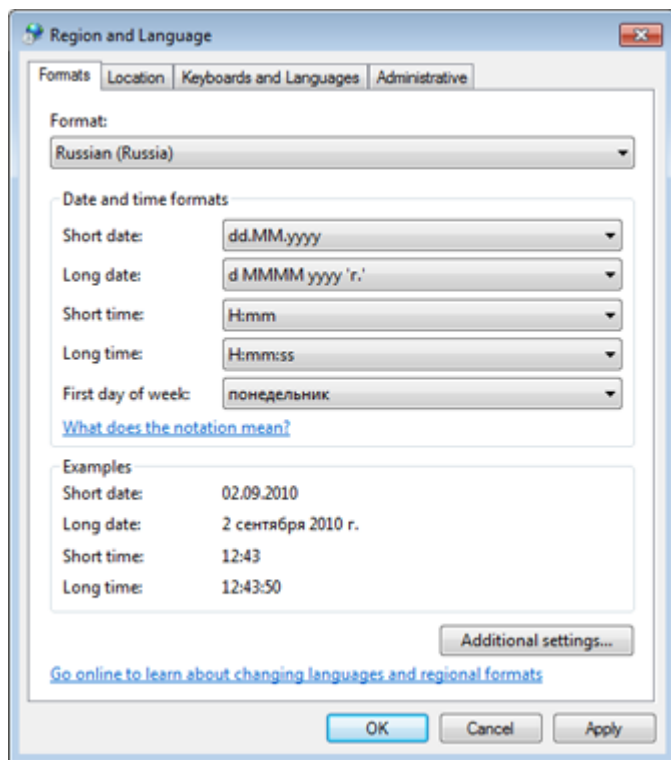 Region and Language
Formats Location Keyboards and Languages Administrative
Format:
Russian (Russia)
Date and time formats
Short date: dd.MM.yyyy
Long date: d MMMM yyyy 'г.'
Short time: H:mm
Long time: H:mm:ss
First day of week: понедельник
What does the notation mean?
Examples
Short date: 02.09.2010
Long date: 2 сентября 2010 г.
Short time: 12:43
Long time: 12:43:50
Additional settings...
Go online to learn about changing languages and regional formats
OK Cancel Apply